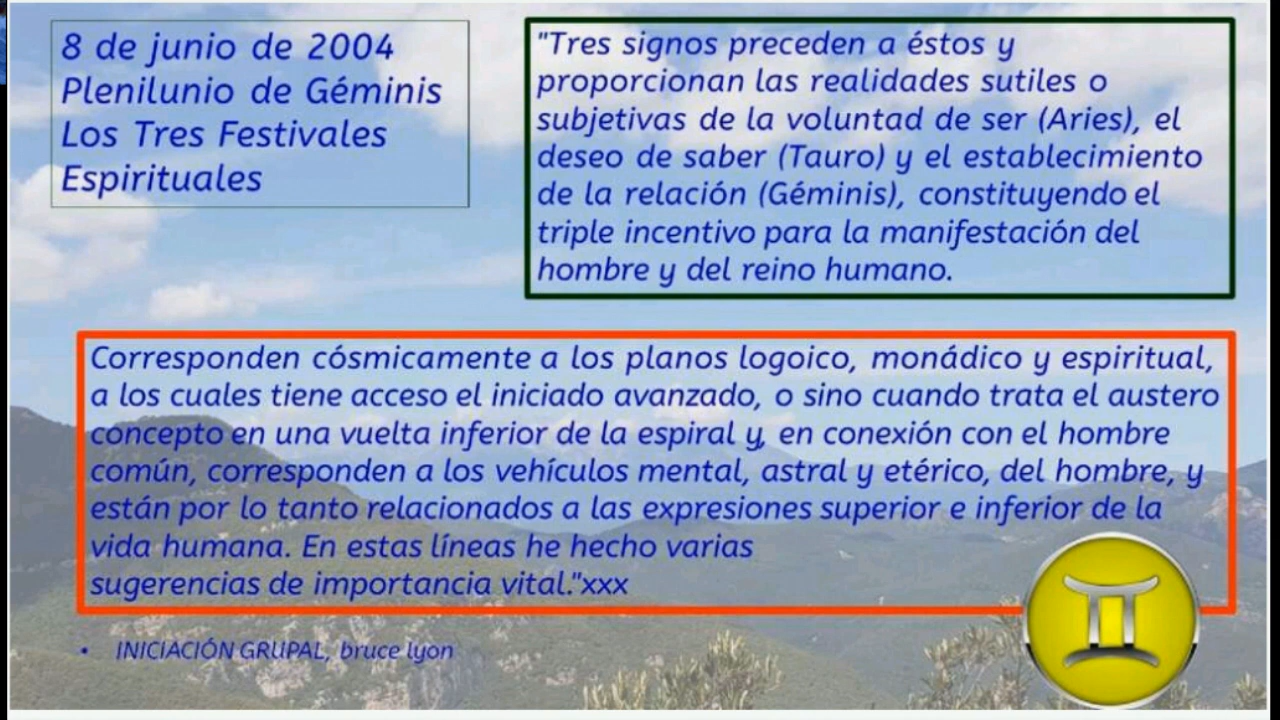 8 de junio de 2004
Plenilunio de Géminis
Los Tres Festivales
Espirituales
"Tres signos preceden a éstos y
proporcionan las realidades sutiles o
subjetivas de la voluntad de ser (Aries), el
deseo de saber (Tauro) y el establecimiento
de la relación (Géminis), constituyendo el
triple incentivo para la manifestación del
hombre y del reino humano.
Corresponden cósmicamente a los planos logoico, monádico y espiritual,
a los cuales tiene acceso el iniciado avanzado, o sino cuando trata el austero
concepto en una vuelta inferior de la espiral y, en conexión con el hombre
común, corresponden a los vehículos mental, astral y etérico, del hombre, y
están por lo tanto relacionados a las expresiones superior e inferior de la
vida humana. En estas líneas he hecho varias
sugerencias de importancia vital."xxx
• INICIACIÓN GRUPAL, bruce lyon